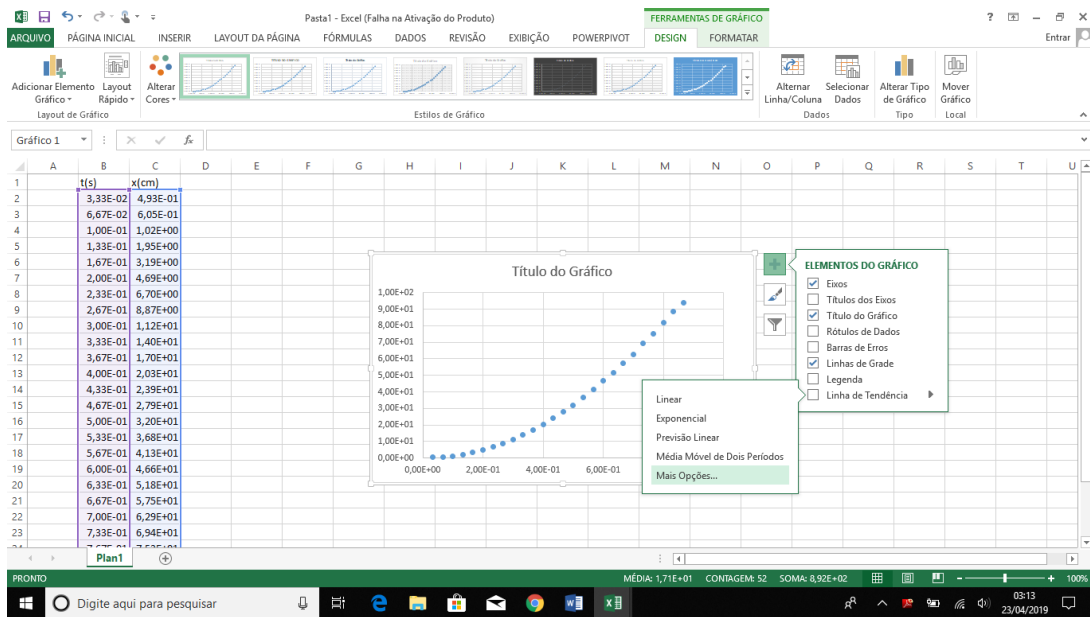 Pasta1 - Excel (Falha na Ativação do Produto)
FERRAMENTAS DE GRÁFICO
ARQUIVO PÁGINA INICIAL INSERIR LAYOUT DA PÁGINA FÓRMULAS DADOS REVISÃO EXIBIÇÃO POWERPIVOT DESIGN FORMATAR Entrar
Adicionar Elemento Gráfico
Layout Rápido
Alterar Cores
Alternar Linha/Coluna
Selecionar Dados
Alterar Tipo de Gráfico
Mover Gráfico
Layout de Gráfico Estilos de Gráfico Dados Tipo Local
Gráfico 1 fx
A B C D E F G H I J K L M N O P Q R S T U
1 t(s) x(cm)
2 3,33E-02 4,93E-01
3 6,67E-02 6,05E-01
4 1,00E-01 1,02E+00
5 1,33E-01 1,95E+00
6 1,67E-01 3,19E+00
7 2,00E-01 4,69E+00
8 2,33E-01 6,70E+00
9 2,67E-01 8,87E+00
10 3,00E-01 1,12E+01
11 3,33E-01 1,40E+01
12 3,67E-01 1,70E+01
13 4,00E-01 2,03E+01
14 4,33E-01 2,39E+01
15 4,67E-01 2,79E+01
16 5,00E-01 3,20E+01
17 5,33E-01 3,68E+01
18 5,67E-01 4,13E+01
19 6,00E-01 4,66E+01
20 6,33E-01 5,18E+01
21 6,67E-01 5,75E+01
22 7,00E-01 6,29E+01
23 7,33E-01 6,94E+01
Título do Gráfico
1,00E+02
9,00E+01
8,00E+01
7,00E+01
6,00E+01
5,00E+01
4,00E+01
3,00E+01
2,00E+01
1,00E+01
0,00E+00
0,00E+00 2,00E-01 4,00E-01 6,00E-01
ELEMENTOS DO GRÁFICO
Eixos
Títulos dos Eixos
Título do Gráfico
Rótulos de Dados
Barras de Erros
Linhas de Grade
Legenda
Linha de Tendência
Linear
Exponencial
Previsão Linear
Média Móvel de Dois Períodos
Mais Opções...
Plan1
PRONTO MÉDIA: 1,71E+01 CONTAGEM: 52 SOMA: 8,92E+02 100%
Digite aqui para pesquisar
03:13
23/04/2019